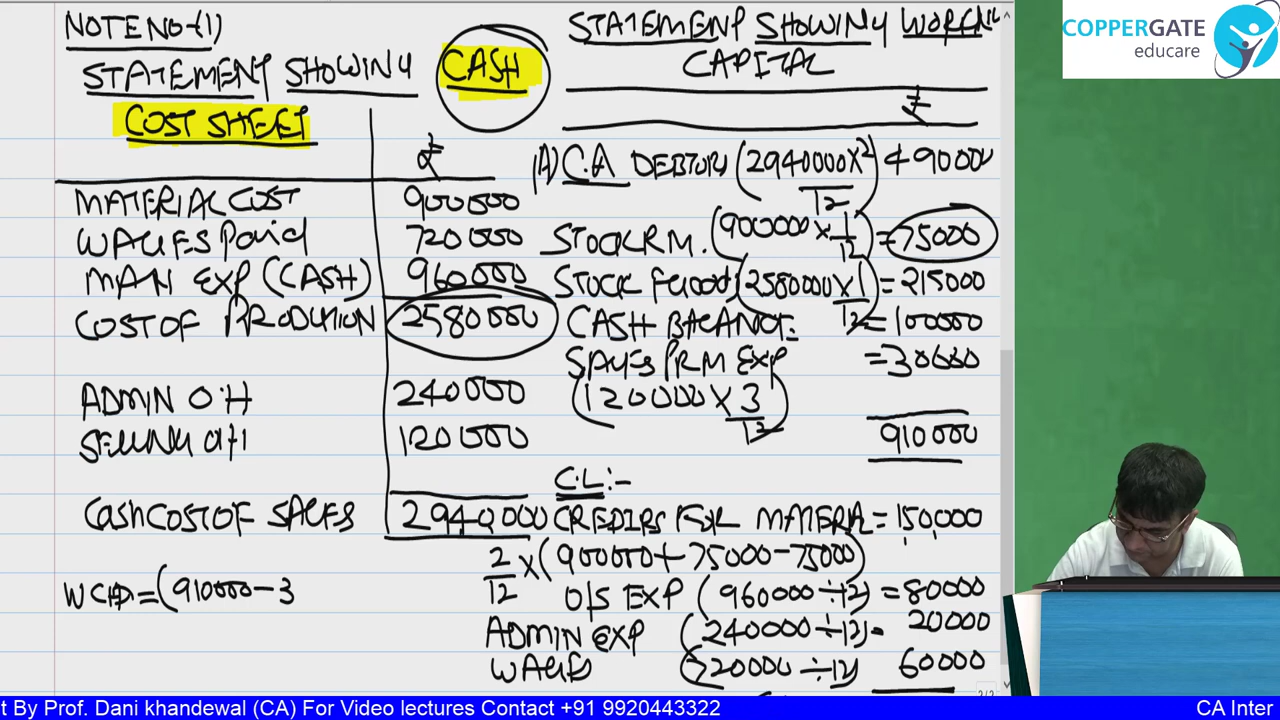 NOTE NO-(1)
STATEMENT SHOWING CASH
COST SHEET
₹
MATERIAL COST 900000
WAGES Paid 720000
MAN EXP (CASH) 960000
COST OF PRODUCTION 2580000
ADMIN O.H 240000
SELLING O.H 120000
Cash COST OF SALES 2940000
WC(A)=(910000-3
STATEMENT SHOWING WORKING
CAPITAL
₹
(A) C.A DEBTORS (2940000X2/12) 490000
STOCK R.M. (900000 X 1/12) =75000
STOCK F.Good (2580000 X 1/12) =215000
CASH BALANCE = =100000
SALES PRM EXP =30000
(120000 X 3/12)
910000
C.L:-
CREDITORS FOR MATERIAL =150,000
2/12 X (900000+75000-75000)
O/S EXP (960000÷12) =80000
ADMIN EXP (240000÷12)= 20000
WAGES (720000÷12) 60000
COPPERGATE
educare
t By Prof. Dani khandewal (CA) For Video lectures Contact +91 9920443322
CA Inter